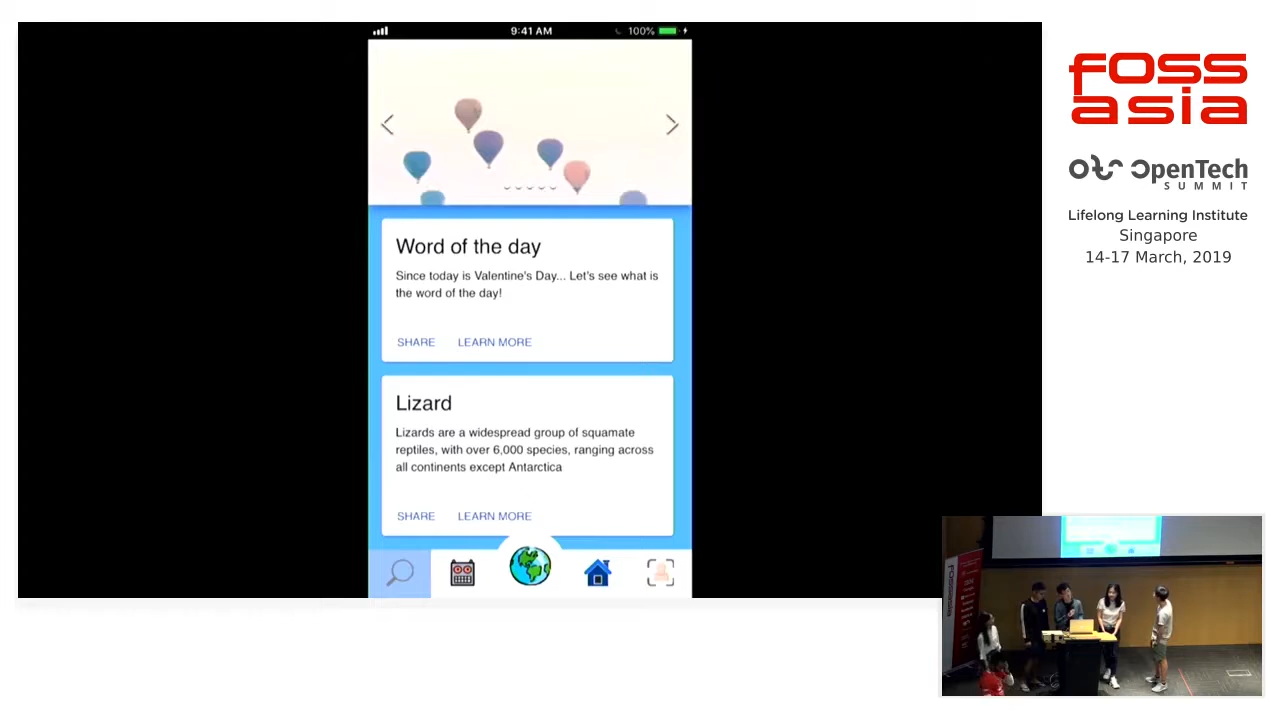 9:41 AM
100%
Word of the day
Since today is Valentine's Day... Let's see what is
the word of the day!
SHARE LEARN MORE
Lizard
Lizards are a widespread group of squamate
reptiles, with over 6,000 species, ranging across
all continents except Antarctica
SHARE LEARN MORE
FOSS
asia
OpenTech
SUMMIT
Lifelong Learning Institute
Singapore
14-17 March, 2019